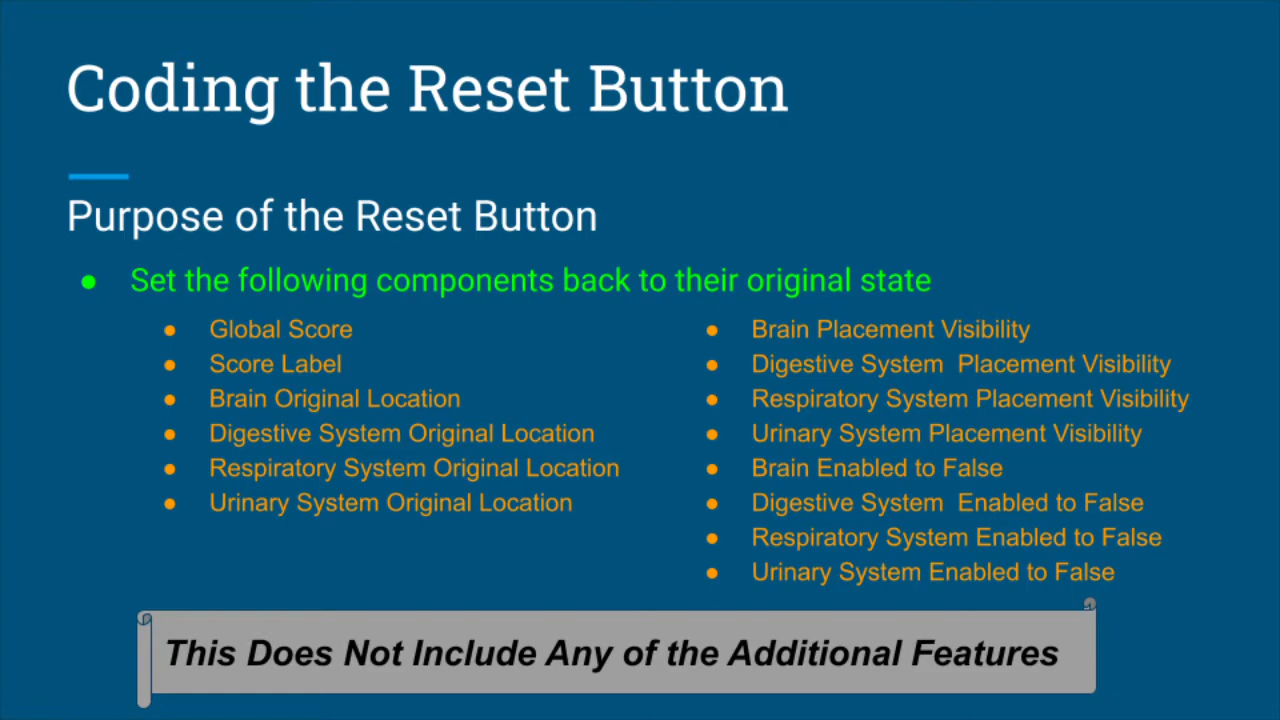 Coding the Reset Button
Purpose of the Reset Button
● Set the following components back to their original state
● Global Score
● Score Label
● Brain Original Location
● Digestive System Original Location
● Respiratory System Original Location
● Urinary System Original Location
● Brain Placement Visibility
● Digestive System  Placement Visibility
● Respiratory System Placement Visibility
● Urinary System Placement Visibility
● Brain Enabled to False
● Digestive System  Enabled to False
● Respiratory System Enabled to False
● Urinary System Enabled to False
This Does Not Include Any of the Additional Features